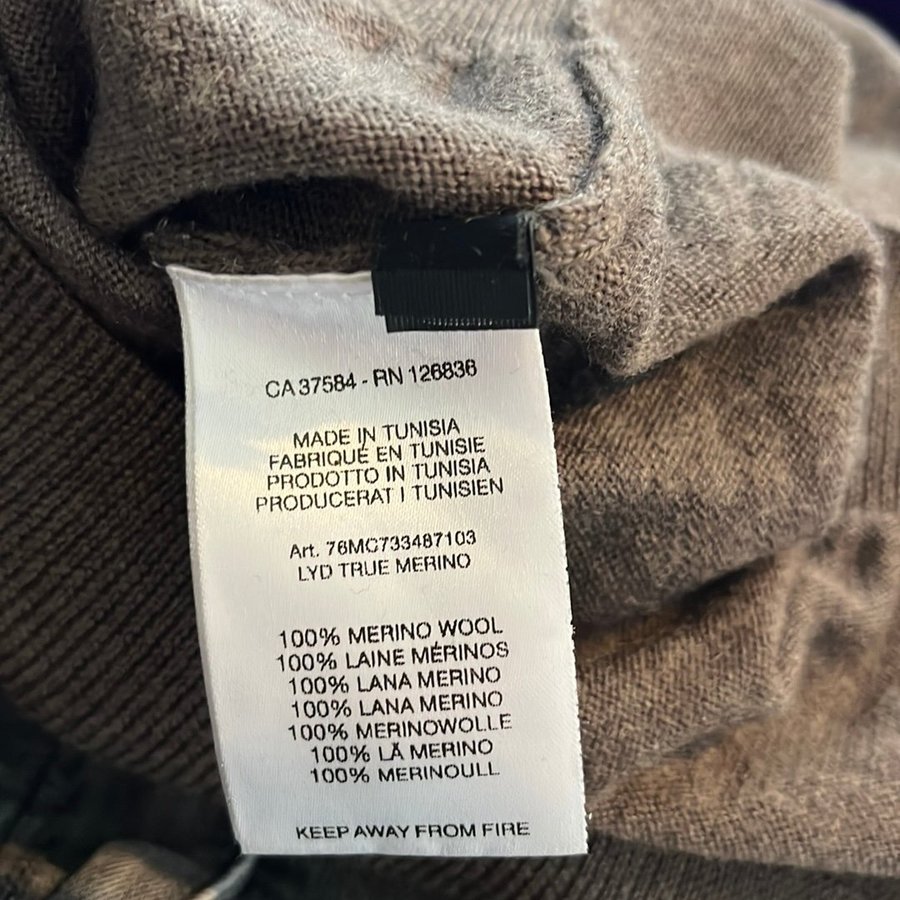 CA 37584 - RN 126836
MADE IN TUNISIA
FABRIQUÉ EN TUNISIE
PRODOTTO IN TUNISIA
PRODUCERAT I TUNISIEN
Art. 76MC733487103
LYD TRUE MERINO
100% MERINO WOOL
100% LAINE MÉRINOS
100% LANA MERINO
100% LANA MERINO
100% MERINOWOLLE
100% LÃ MERINO
100% MERINOULL
KEEP AWAY FROM FIRE